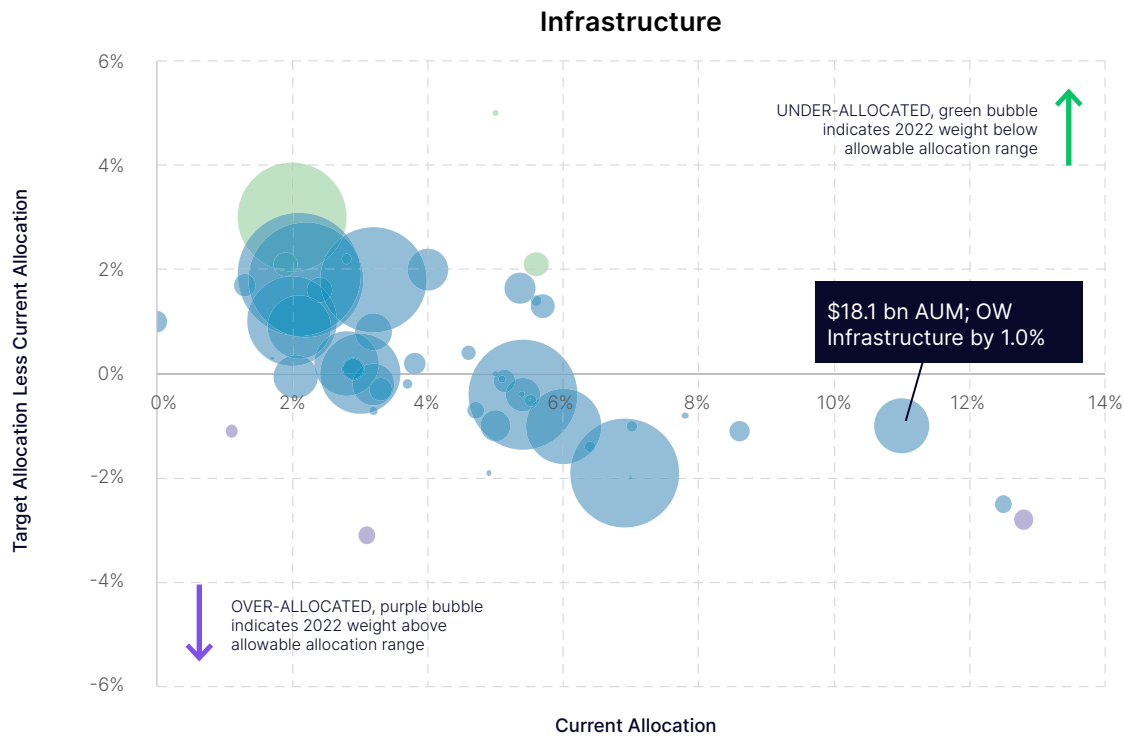 Infrastructure
6%
UNDER-ALLOCATED, green bubble
indicates 2022 weight below
allowable allocation range
4%
2%
$18.1 bn AUM; OW
Infrastructure by 1.0%
0%
0% 2% 4% 6% 8% 10% 12% 14%
-2%
-4%
OVER-ALLOCATED, purple bubble
indicates 2022 weight above
allowable allocation range
-6%
Target Allocation Less Current Allocation
Current Allocation